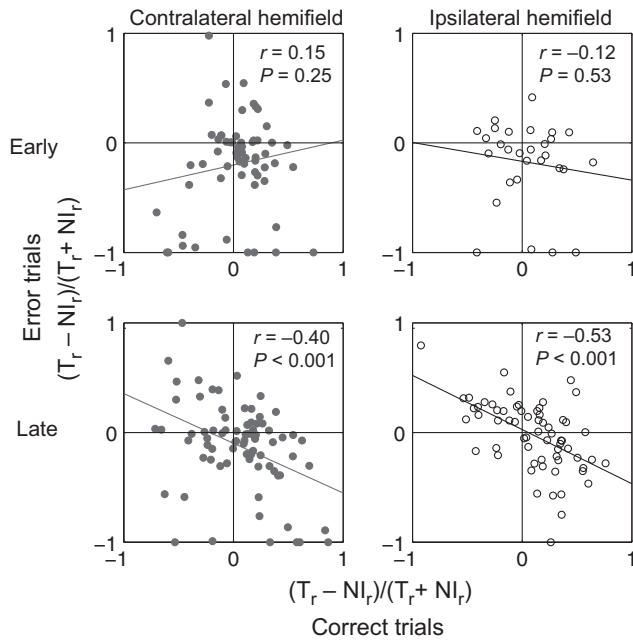 Contralateral hemifield
Ipsilateral hemifield
1
r = 0.15
P = 0.25
1
r = –0.12
P = 0.53
Early
0
0
–1
–1
–1
0
1
–1
0
1
Error trials
(Tr – NIr)/(Tr + NIr)
1
r = –0.40
P < 0.001
1
r = –0.53
P < 0.001
Late
0
0
–1
–1
–1
0
1
–1
0
1
(Tr – NIr)/(Tr + NIr)
Correct trials